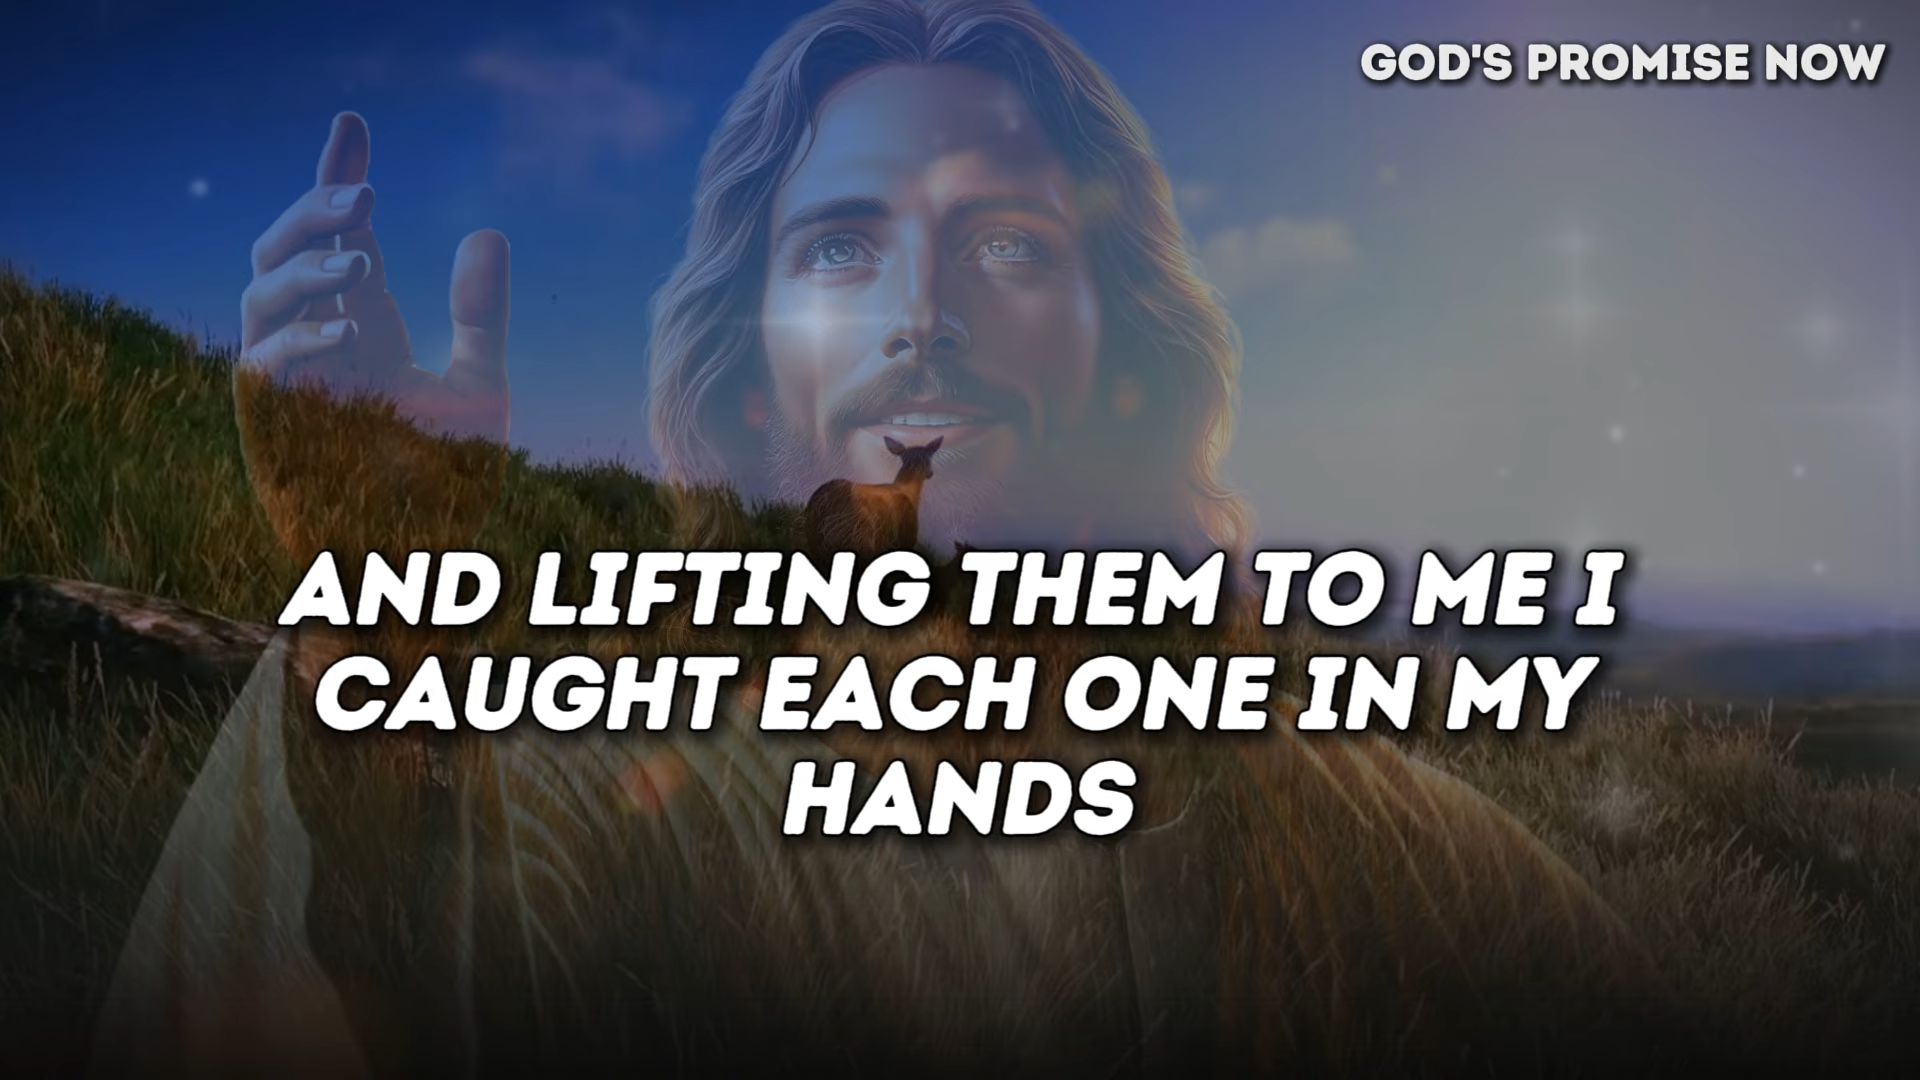 GOD'S PROMISE NOW
AND LIFTING THEM TO ME I
CAUGHT EACH ONE IN MY
HANDS